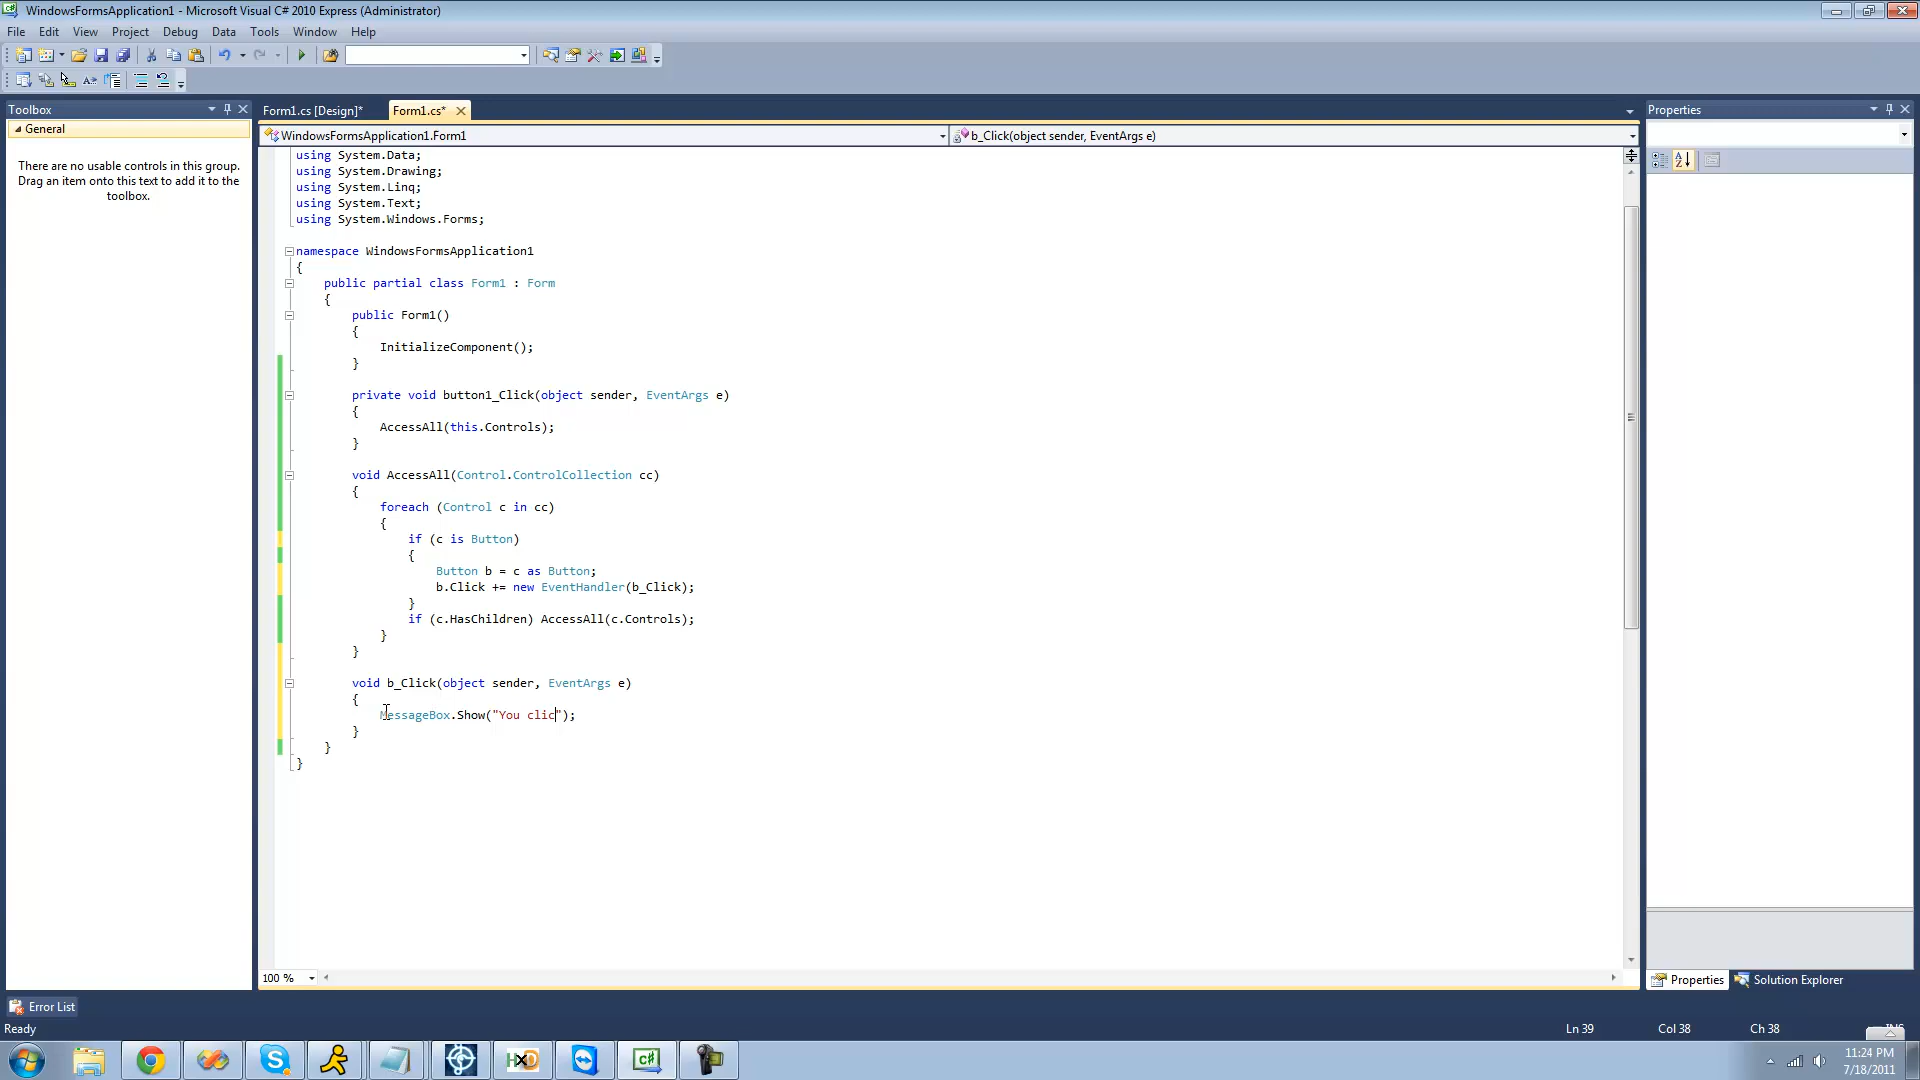 WindowsFormsApplication1 - Microsoft Visual C# 2010 Express (Administrator)
File Edit View Project Debug Data Tools Window Help
Toolbox
General
There are no usable controls in this group.
Drag an item onto this text to add it to the
toolbox.
Form1.cs [Design]* Form1.cs*
WindowsFormsApplication1.Form1 b_Click(object sender, EventArgs e)
using System.Data;
using System.Drawing;
using System.Linq;
using System.Text;
using System.Windows.Forms;
namespace WindowsFormsApplication1
{
public partial class Form1 : Form
{
public Form1()
{
InitializeComponent();
}
private void button1_Click(object sender, EventArgs e)
{
AccessAll(this.Controls);
}
void AccessAll(Control.ControlCollection cc)
{
foreach (Control c in cc)
{
if (c is Button)
{
Button b = c as Button;
b.Click += new EventHandler(b_Click);
}
if (c.HasChildren) AccessAll(c.Controls);
}
}
void b_Click(object sender, EventArgs e)
{
MessageBox.Show("You clic");
}
}
}
100 %
Properties
Properties Solution Explorer
Error List
Ready Ln 39 Col 38 Ch 38
11:24 PM
7/18/2011